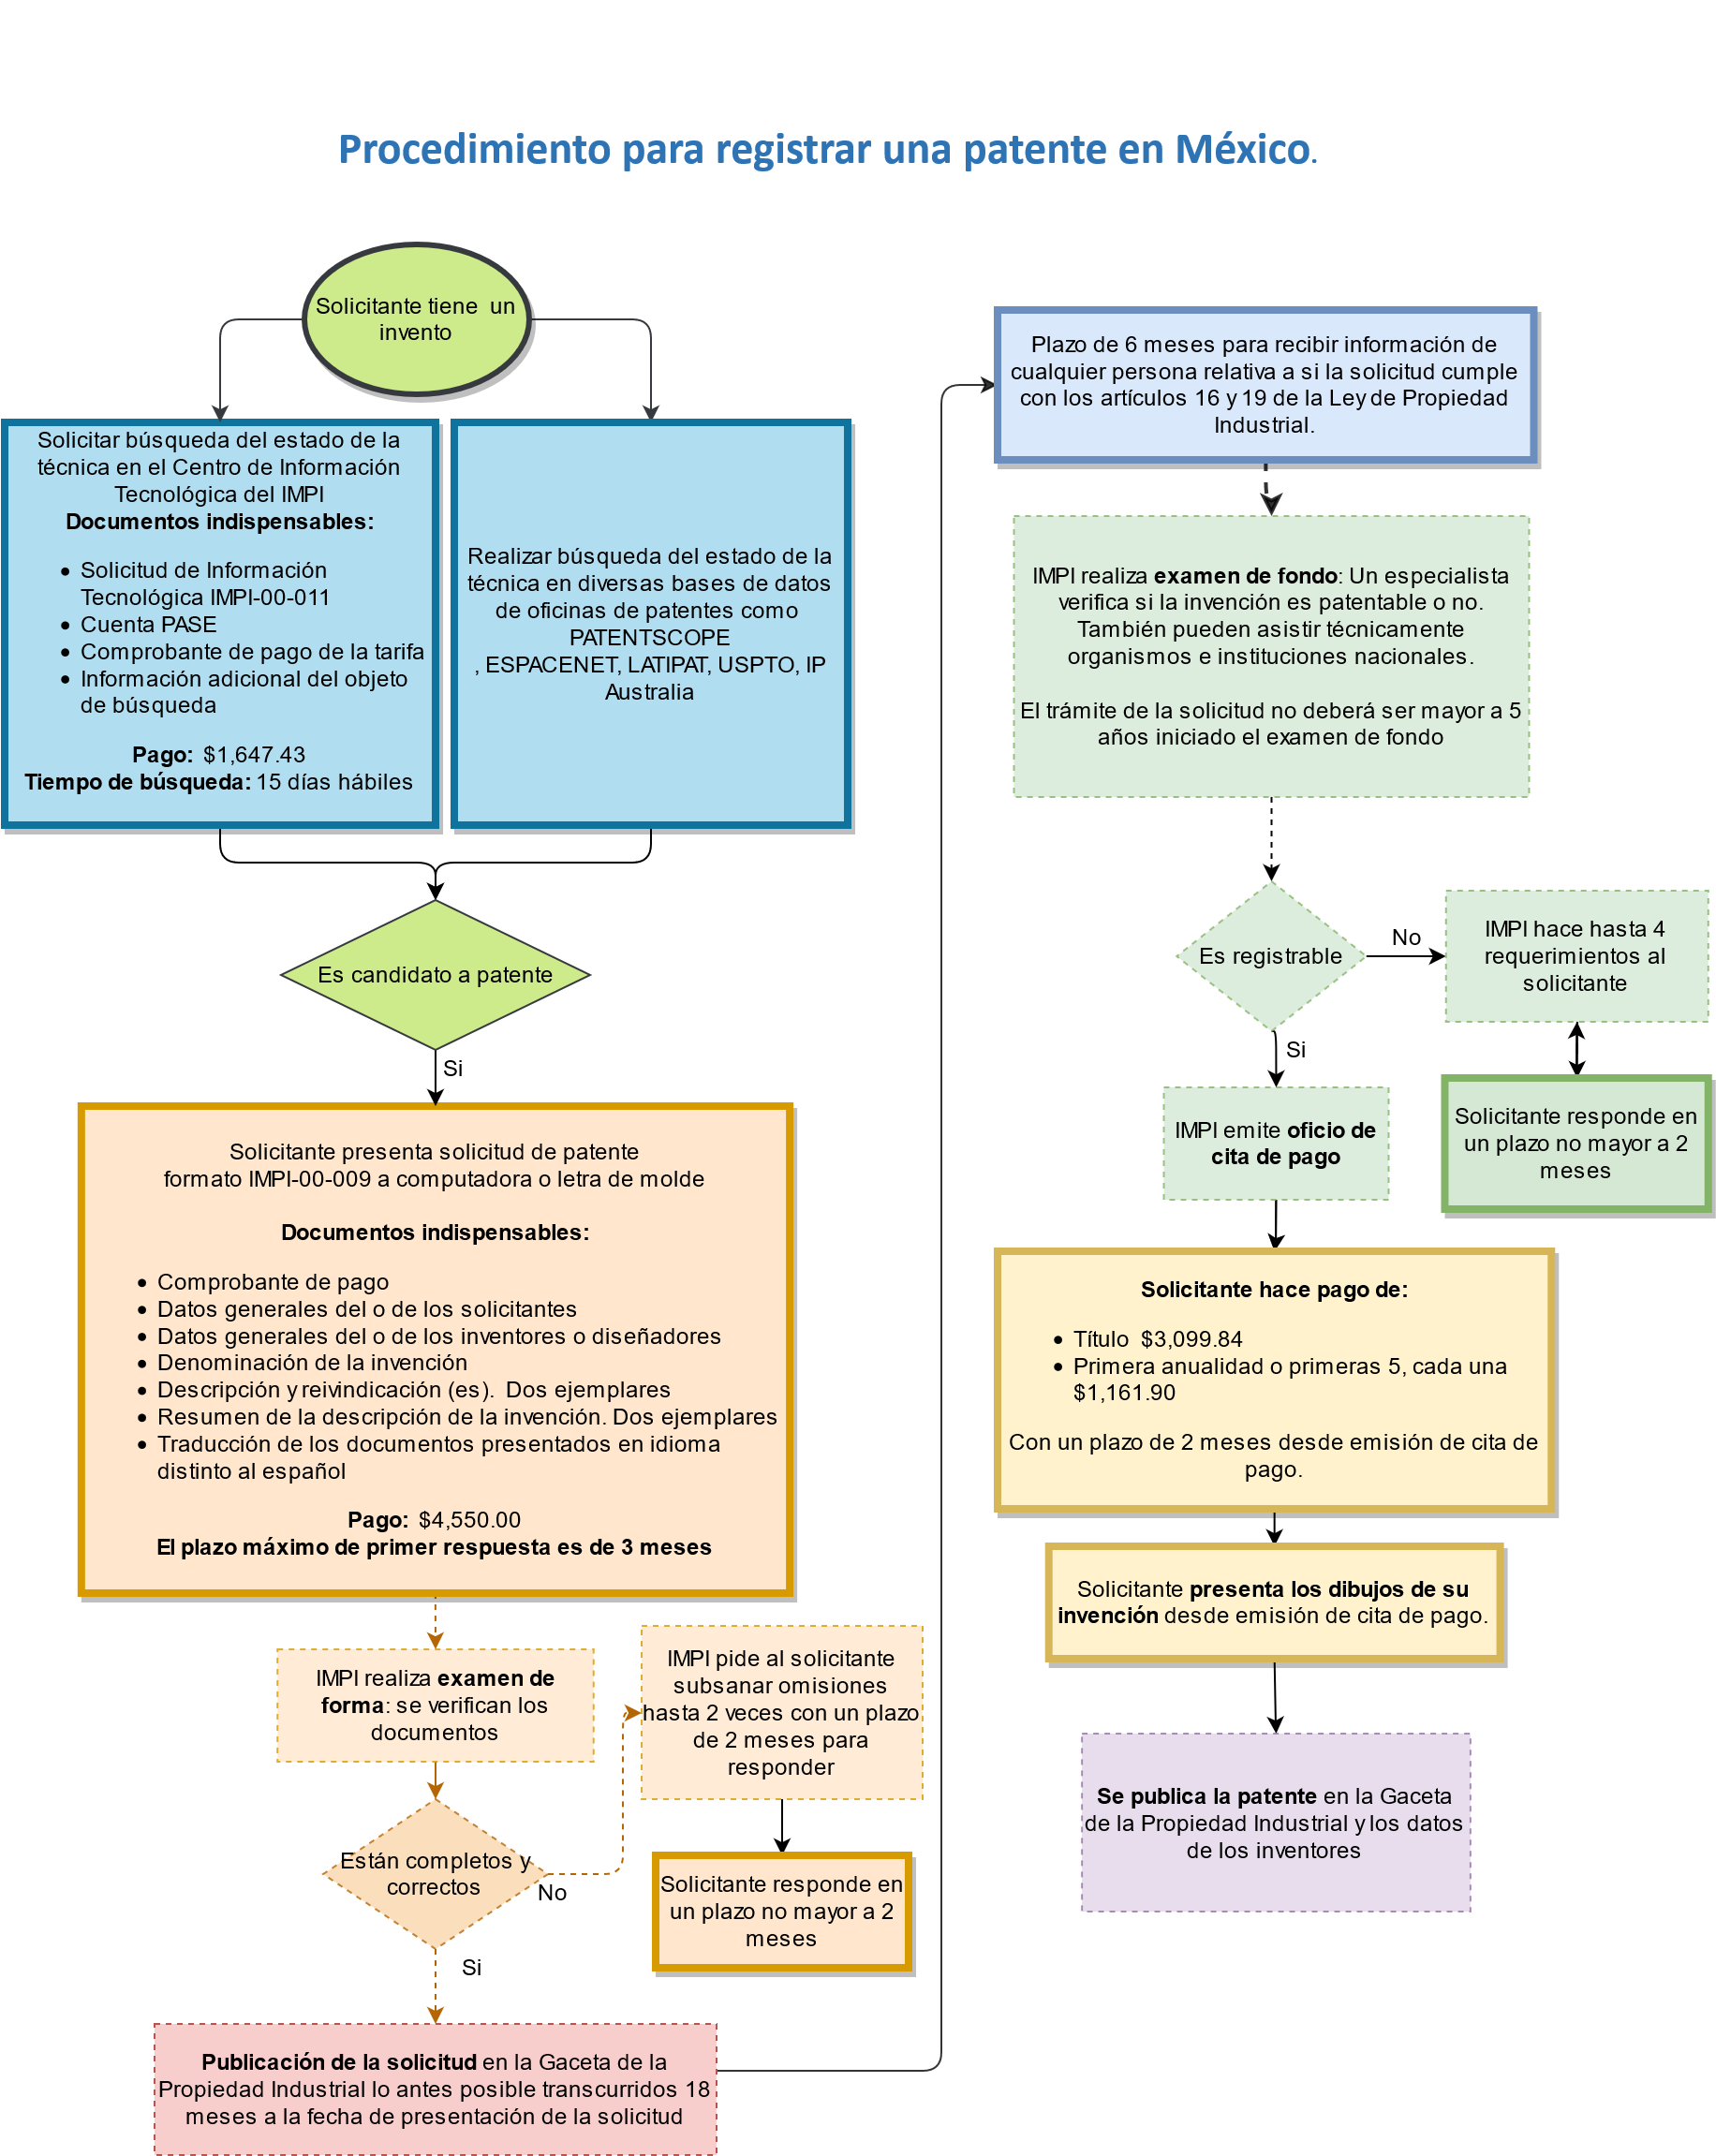 Procedimiento para registrar una patente en México.
Solicitante tiene un
invento
Solicitar búsqueda del estado de la
técnica en el Centro de Información
Tecnológica del IMPI
Documentos indispensables:
• Solicitud de Información
Tecnológica IMPI-00-011
• Cuenta PASE
• Comprobante de pago de la tarifa
• Información adicional del objeto
de búsqueda
Pago: $1,647.43
Tiempo de búsqueda: 15 días hábiles
Realizar búsqueda del estado de la
técnica en diversas bases de datos
de oficinas de patentes como
PATENTSCOPE
, ESPACENET, LATIPAT, USPTO, IP
Australia
Es candidato a patente
Si
Solicitante presenta solicitud de patente
formato IMPI-00-009 a computadora o letra de molde
Documentos indispensables:
• Comprobante de pago
• Datos generales del o de los solicitantes
• Datos generales del o de los inventores o diseñadores
• Denominación de la invención
• Descripción y reivindicación (es). Dos ejemplares
• Resumen de la descripción de la invención. Dos ejemplares
• Traducción de los documentos presentados en idioma
distinto al español
Pago: $4,550.00
El plazo máximo de primer respuesta es de 3 meses
IMPI realiza examen de
forma: se verifican los
documentos
Están completos y
correctos
No
IMPI pide al solicitante
subsanar omisiones
hasta 2 veces con un plazo
de 2 meses para
responder
Solicitante responde en
un plazo no mayor a 2
meses
Si
Publicación de la solicitud en la Gaceta de la
Propiedad Industrial lo antes posible transcurridos 18
meses a la fecha de presentación de la solicitud
Plazo de 6 meses para recibir información de
cualquier persona relativa a si la solicitud cumple
con los artículos 16 y 19 de la Ley de Propiedad
Industrial.
IMPI realiza examen de fondo: Un especialista
verifica si la invención es patentable o no.
También pueden asistir técnicamente
organismos e instituciones nacionales.
El trámite de la solicitud no deberá ser mayor a 5
años iniciado el examen de fondo
Es registrable
No
IMPI hace hasta 4
requerimientos al
solicitante
Solicitante responde en
un plazo no mayor a 2
meses
Si
IMPI emite oficio de
cita de pago
Solicitante hace pago de:
• Título $3,099.84
• Primera anualidad o primeras 5, cada una
$1,161.90
Con un plazo de 2 meses desde emisión de cita de
pago.
Solicitante presenta los dibujos de su
invención desde emisión de cita de pago.
Se publica la patente en la Gaceta
de la Propiedad Industrial y los datos
de los inventores